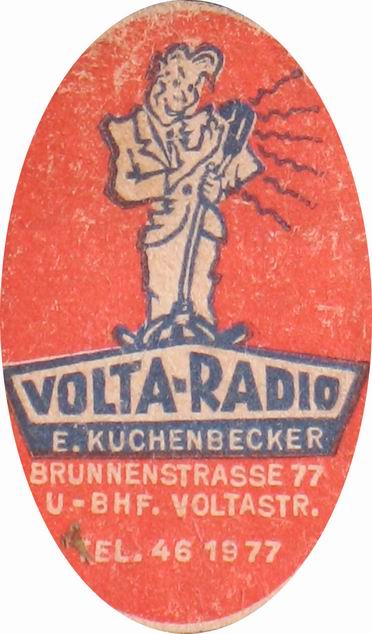 VOLTA-RADIO
E. KUCHENBECKER
BRUNNENSTRASSE 77
U.-BHF. VOLTASTR.
TEL. 46 1977